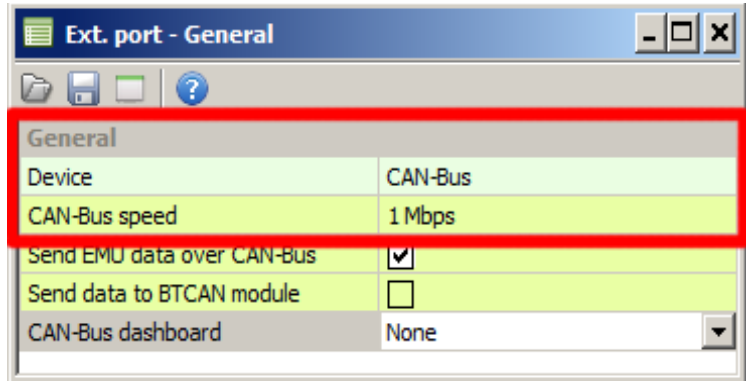 Ext. port - General
General
Device CAN-Bus
CAN-Bus speed 1 Mbps
Send EMU data over CAN-Bus
Send data to BTCAN module
CAN-Bus dashboard None